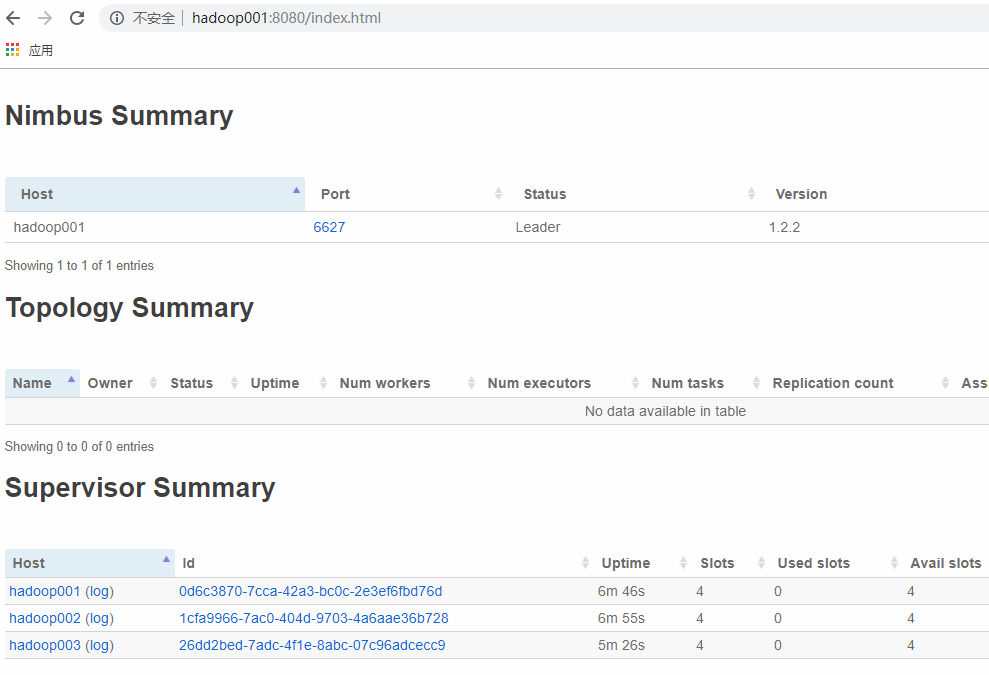 不安全 hadoop001:8080/index.html
应用
Nimbus Summary
Host Port Status Version
hadoop001 6627 Leader 1.2.2
Showing 1 to 1 of 1 entries
Topology Summary
Name Owner Status Uptime Num workers Num executors Num tasks Replication count Ass
No data available in table
Showing 0 to 0 of 0 entries
Supervisor Summary
Host Id Uptime Slots Used slots Avail slots
hadoop001 (log) 0d6c3870-7cca-42a3-bc0c-2e3ef6fbd76d 6m 46s 4 0 4
hadoop002 (log) 1cfa9966-7ac0-404d-9703-4a6aae36b728 6m 55s 4 0 4
hadoop003 (log) 26dd2bed-7adc-4f1e-8abc-07c96adcecc9 5m 26s 4 0 4